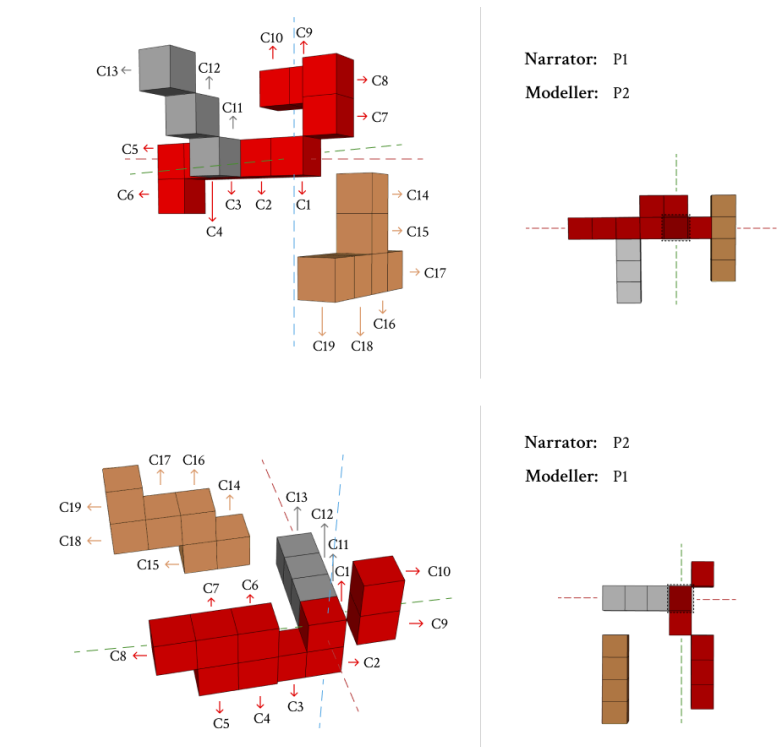 C9
C10
C13
C12
C8
C11
C7
C5
C6
C14
C3
C2
C1
C4
C15
C17
C16
C19
C18
Narrator: P1
Modeller: P2
C17
C16
C14
C13
C19
C12
C18
C11
C15
C7
C6
C1
C10
C9
C8
C2
C3
C4
C5
Narrator: P2
Modeller: P1